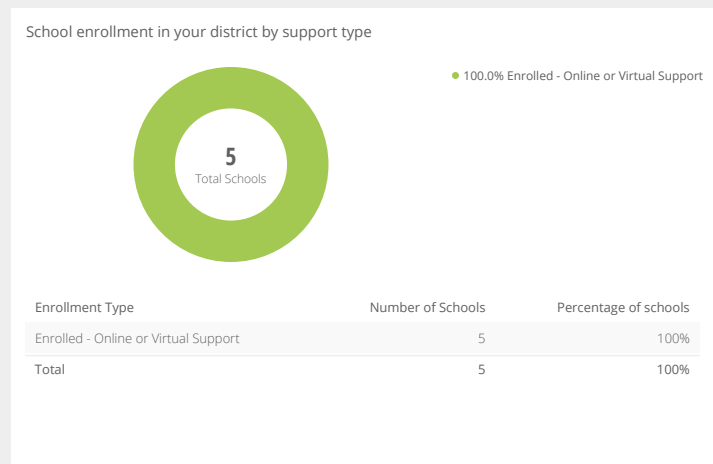 School enrollment in your district by support type
100.0% Enrolled - Online or Virtual Support
5
Total Schools
Enrollment Type Number of Schools Percentage of schools
Enrolled - Online or Virtual Support 5 100%
Total 5 100%